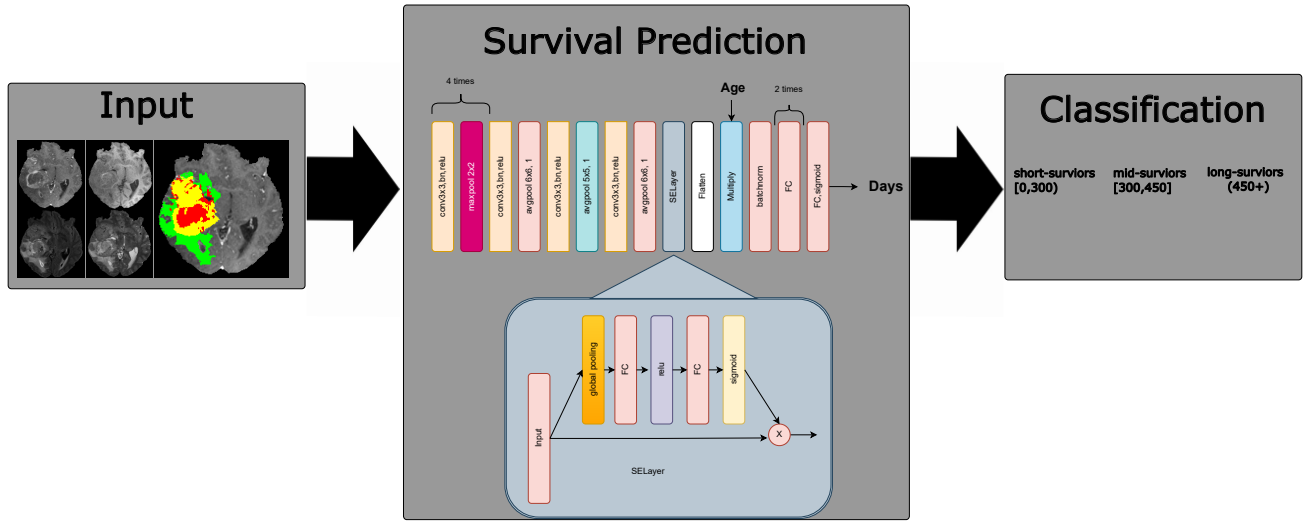 Input
Survival Prediction
4 times
Age
2 times
conv3x3,bn,relu
maxpool 2x2
conv3x3,bn,relu
avgpool 6x6, 1
conv3x3,bn,relu
avgpool 5x5, 1
conv3x3,bn,relu
avgpool 6x6, 1
SELayer
Flatten
Multiply
batchnorm
FC
FC,sigmoid
Days
Input
global pooling
FC
relu
FC
sigmoid
X
SELayer
Classification
short-surviors
[0,300)
mid-surviors
[300,450]
long-surviors
(450+)